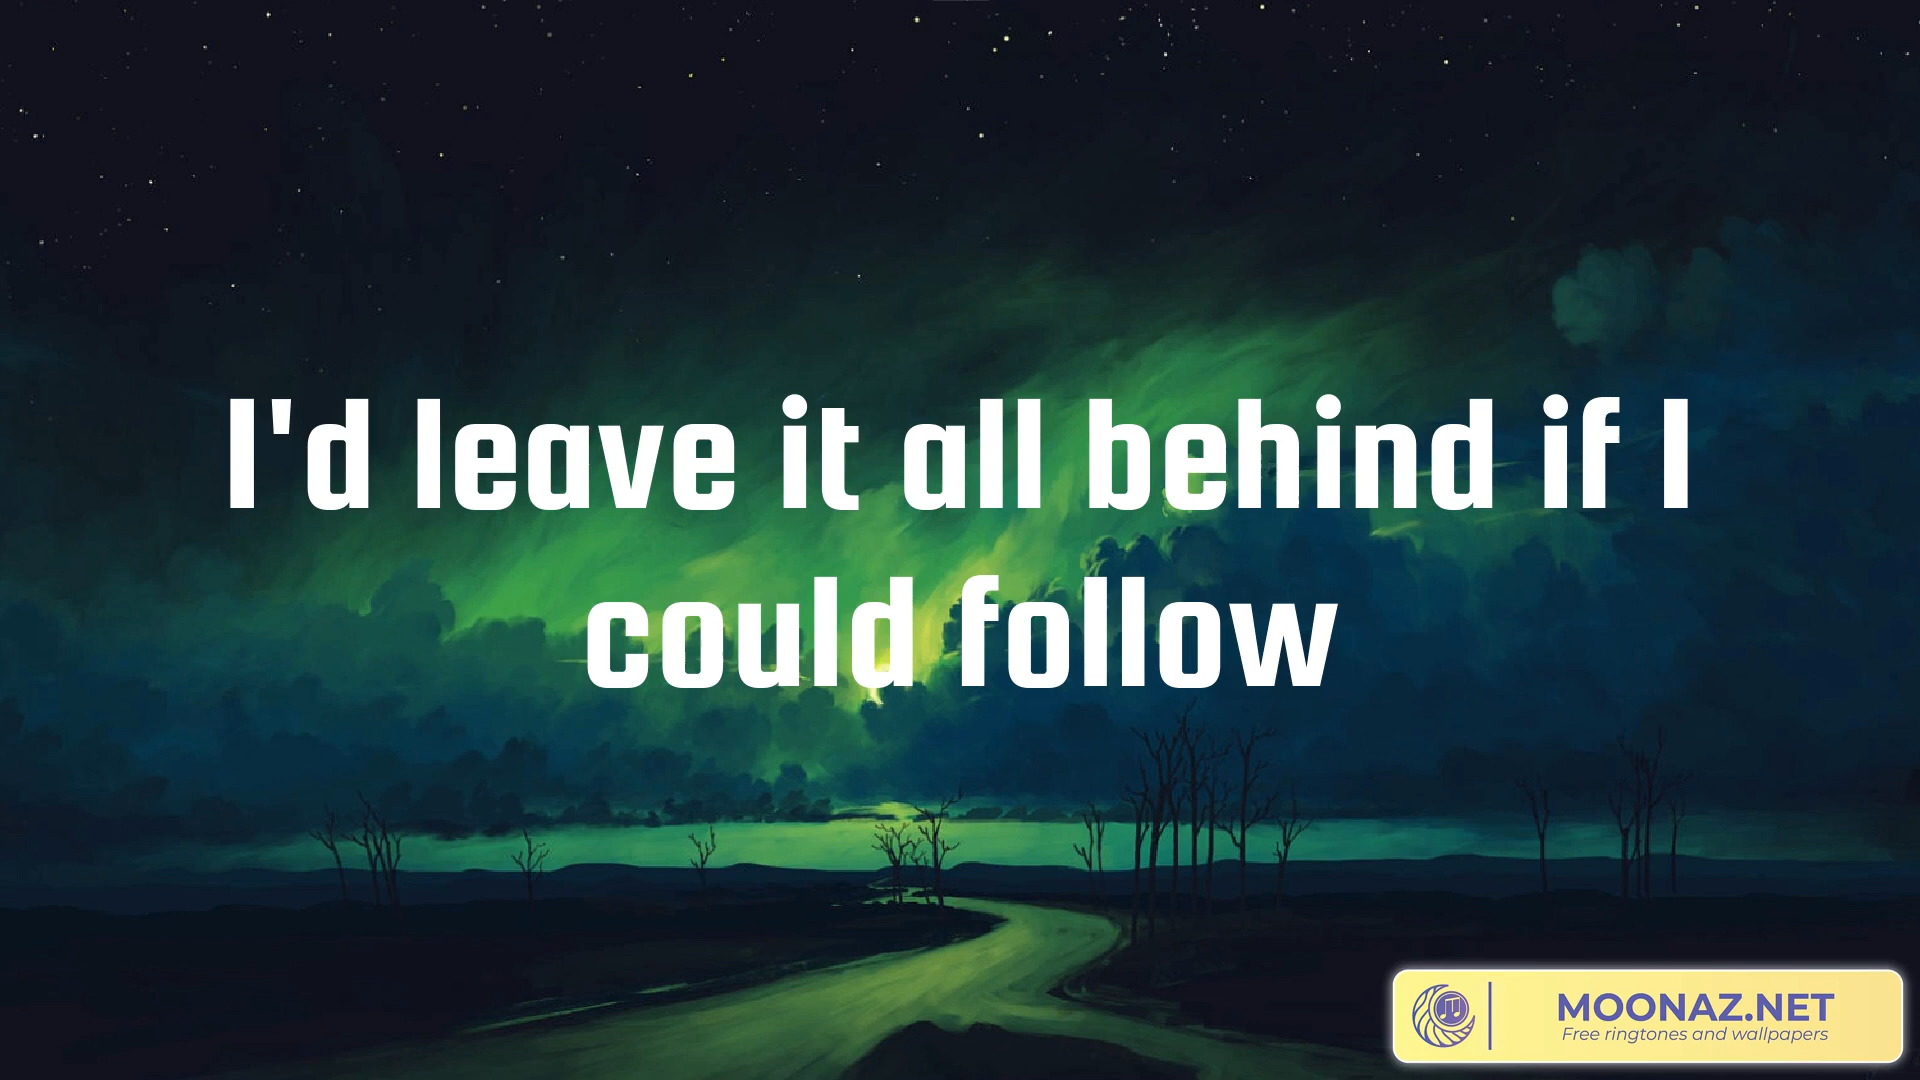 I'd leave it all behind if I
could follow
MOONAZ.NET
Free ringtones and wallpapers